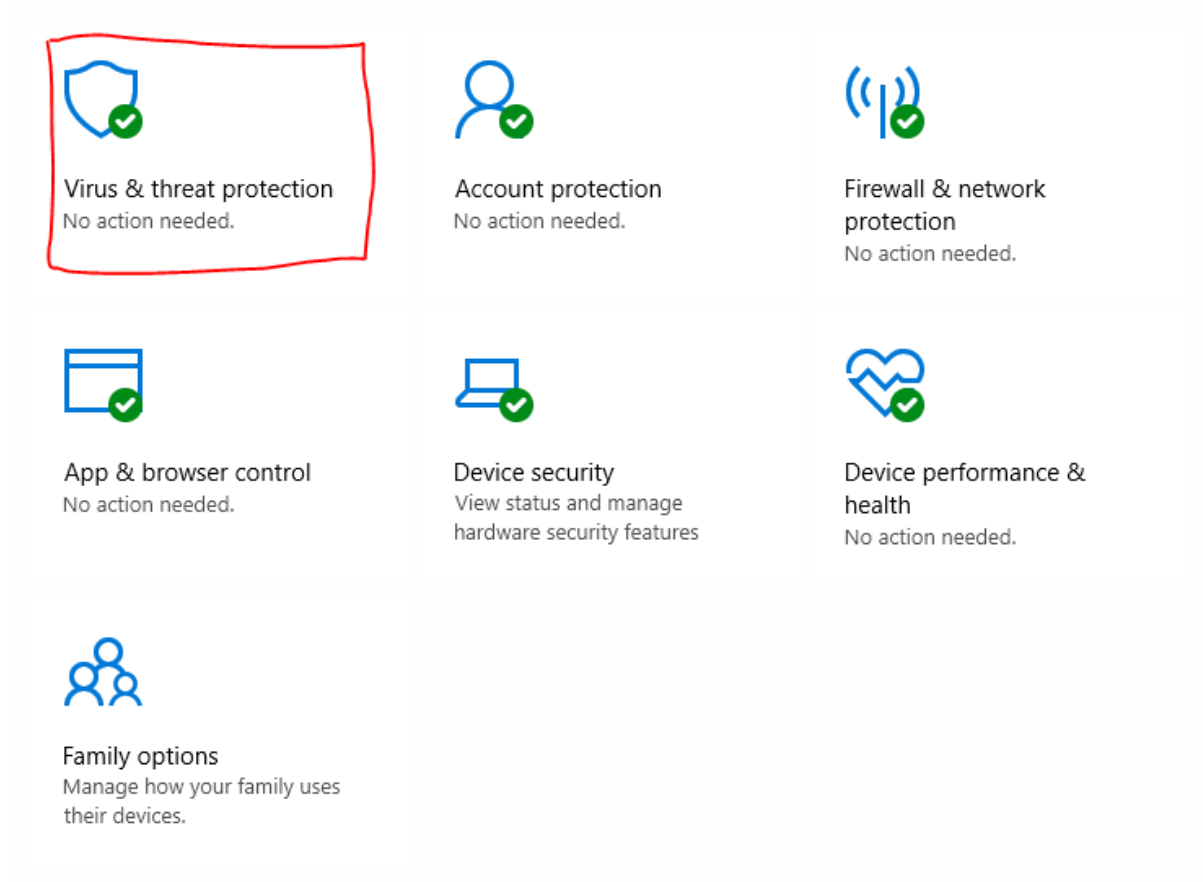 Virus & threat protection
No action needed.
Account protection
No action needed.
Firewall & network
protection
No action needed.
App & browser control
No action needed.
Device security
View status and manage
hardware security features
Device performance &
health
No action needed.
Family options
Manage how your family uses
their devices.